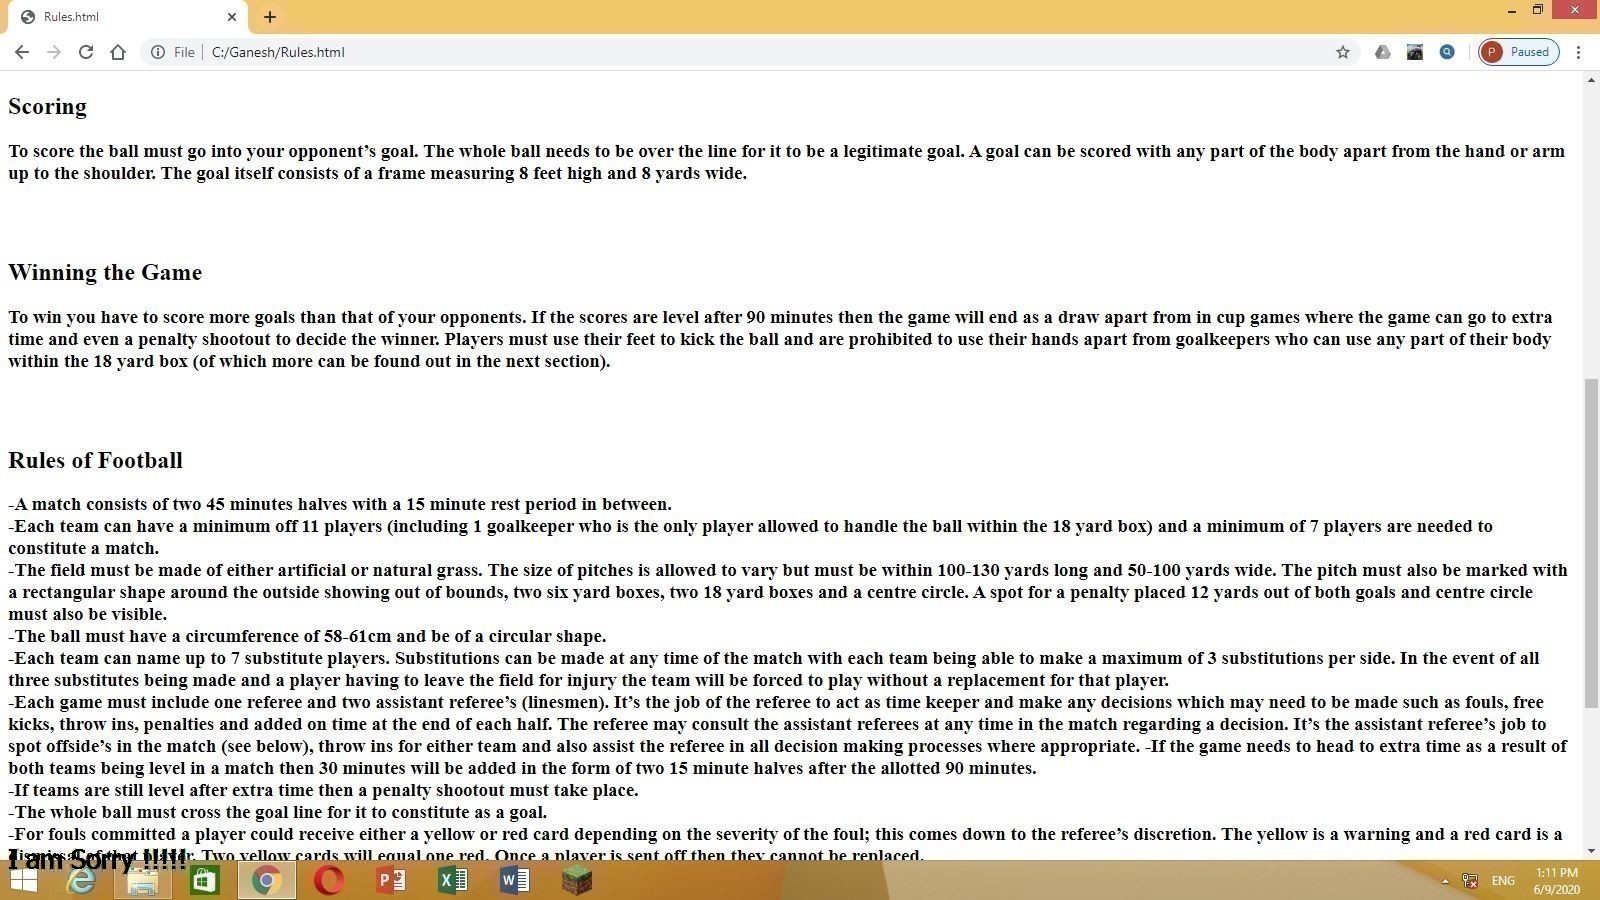 Rules.html
File C:/Ganesh/Rules.html
P Paused
Scoring
To score the ball must go into your opponent’s goal. The whole ball needs to be over the line for it to be a legitimate goal. A goal can be scored with any part of the body apart from the hand or arm
up to the shoulder. The goal itself consists of a frame measuring 8 feet high and 8 yards wide.
Winning the Game
To win you have to score more goals than that of your opponents. If the scores are level after 90 minutes then the game will end as a draw apart from in cup games where the game can go to extra
time and even a penalty shootout to decide the winner. Players must use their feet to kick the ball and are prohibited to use their hands apart from goalkeepers who can use any part of their body
within the 18 yard box (of which more can be found out in the next section).
Rules of Football
-A match consists of two 45 minutes halves with a 15 minute rest period in between.
-Each team can have a minimum off 11 players (including 1 goalkeeper who is the only player allowed to handle the ball within the 18 yard box) and a minimum of 7 players are needed to
constitute a match.
-The field must be made of either artificial or natural grass. The size of pitches is allowed to vary but must be within 100-130 yards long and 50-100 yards wide. The pitch must also be marked with
a rectangular shape around the outside showing out of bounds, two six yard boxes, two 18 yard boxes and a centre circle. A spot for a penalty placed 12 yards out of both goals and centre circle
must also be visible.
-The ball must have a circumference of 58-61cm and be of a circular shape.
-Each team can name up to 7 substitute players. Substitutions can be made at any time of the match with each team being able to make a maximum of 3 substitutions per side. In the event of all
three substitutes being made and a player having to leave the field for injury the team will be forced to play without a replacement for that player.
-Each game must include one referee and two assistant referee’s (linesmen). It’s the job of the referee to act as time keeper and make any decisions which may need to be made such as fouls, free
kicks, throw ins, penalties and added on time at the end of each half. The referee may consult the assistant referees at any time in the match regarding a decision. It’s the assistant referee’s job to
spot offside’s in the match (see below), throw ins for either team and also assist the referee in all decision making processes where appropriate. -If the game needs to head to extra time as a result of
both teams being level in a match then 30 minutes will be added in the form of two 15 minute halves after the allotted 90 minutes.
-If teams are still level after extra time then a penalty shootout must take place.
-The whole ball must cross the goal line for it to constitute as a goal.
-For fouls committed a player could receive either a yellow or red card depending on the severity of the foul; this comes down to the referee’s discretion. The yellow is a warning and a red card is a
dismissal of that player. Two yellow cards will equal one red. Once a player is sent off then they cannot be replaced.
I am Sorry !!!!!
ENG
1:11 PM
6/9/2020